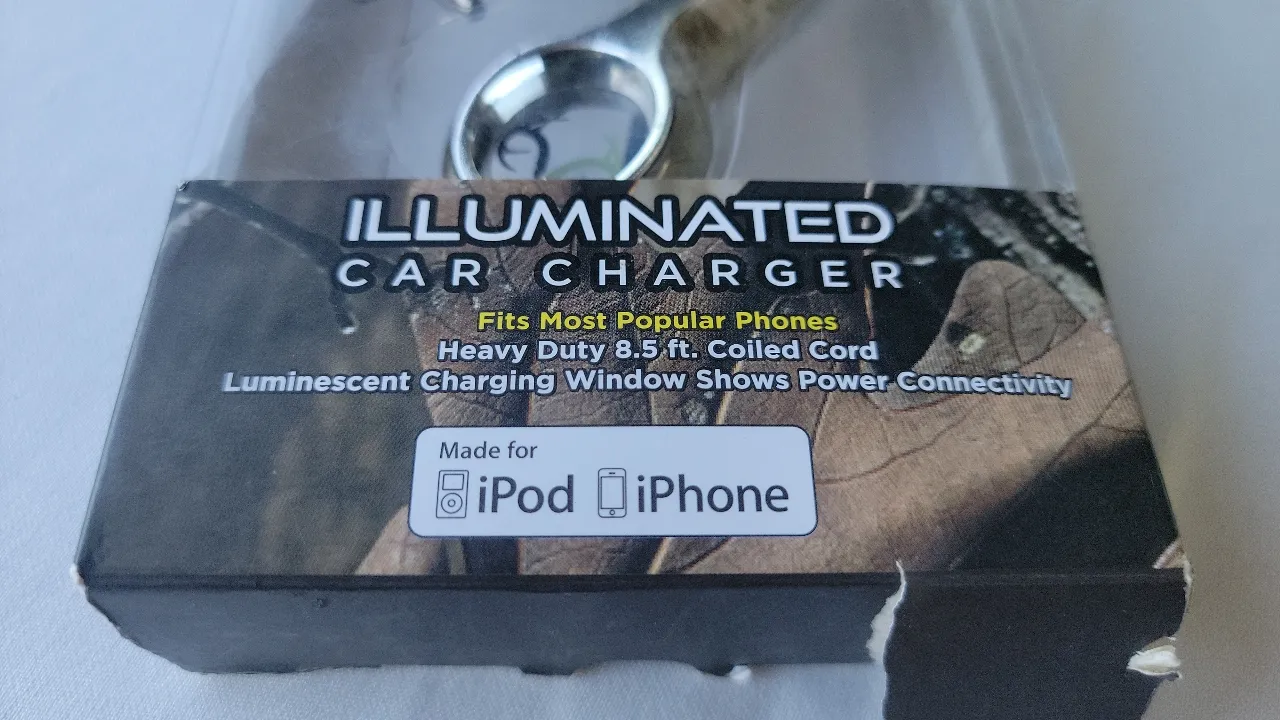 ILLUMINATED
CAR CHARGER
Fits Most Popular Phones
Heavy Duty 8.5 ft. Coiled Cord
Luminescent Charging Window Shows Power Connectivity
Made for
iPod iPhone